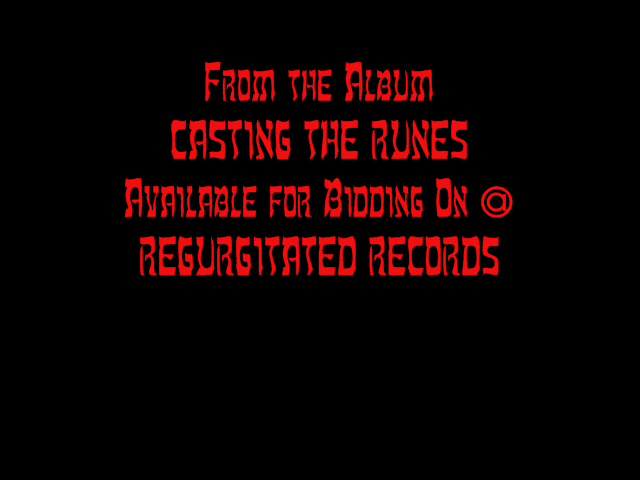 From the Album
CASTING THE RUNES
Available for Bidding On @
REGURGITATED RECORDS